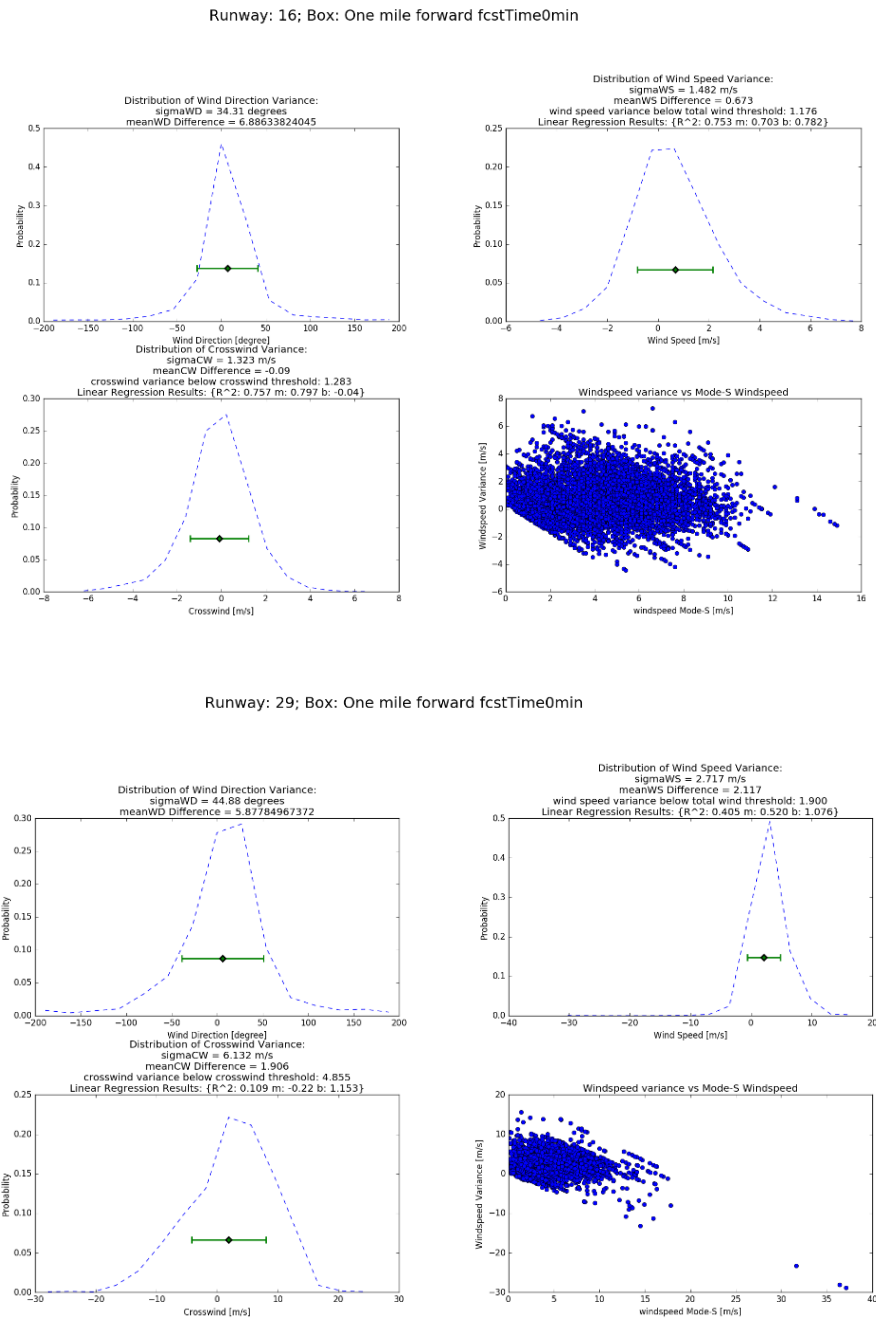 Runway: 16; Box: One mile forward fcstTime0min
Distribution of Wind Direction Variance:
sigmaWD = 34.31 degrees
meanWD Difference = 6.88633824045
0.5
0.4
0.3
0.2
0.1
0.0
Probability
−200 −150 −100 −50 0 50 100 150 200
Wind Direction [degree]
Distribution of Wind Speed Variance:
sigmaWS = 1.482 m/s
meanWS Difference = 0.673
wind speed variance below total wind threshold: 1.176
Linear Regression Results: {R^2: 0.753 m: 0.703 b: 0.782}
0.25
0.20
0.15
0.10
0.05
0.00
Probability
−6 −4 −2 0 2 4 6 8
Wind Speed [m/s]
Distribution of Crosswind Variance:
sigmaCW = 1.323 m/s
meanCW Difference = -0.09
crosswind variance below crosswind threshold: 1.283
Linear Regression Results: {R^2: 0.757 m: 0.797 b: -0.04}
0.30
0.25
0.20
0.15
0.10
0.05
0.00
Probability
−8 −6 −4 −2 0 2 4 6 8
Crosswind [m/s]
Windspeed variance vs Mode-S Windspeed
8
6
4
2
0
−2
−4
−6
Windspeed Variance [m/s]
0 2 4 6 8 10 12 14 16
windspeed Mode-S [m/s]
Runway: 29; Box: One mile forward fcstTime0min
Distribution of Wind Direction Variance:
sigmaWD = 44.88 degrees
meanWD Difference = 5.87784967372
0.30
0.25
0.20
0.15
0.10
0.05
0.00
Probability
−200 −150 −100 −50 0 50 100 150 200
Wind Direction [degree]
Distribution of Wind Speed Variance:
sigmaWS = 2.717 m/s
meanWS Difference = 2.117
wind speed variance below total wind threshold: 1.900
Linear Regression Results: {R^2: 0.405 m: 0.520 b: 1.076}
0.5
0.4
0.3
0.2
0.1
0.0
Probability
−40 −30 −20 −10 0 10 20
Wind Speed [m/s]
Distribution of Crosswind Variance:
sigmaCW = 6.132 m/s
meanCW Difference = 1.906
crosswind variance below crosswind threshold: 4.855
Linear Regression Results: {R^2: 0.109 m: -0.22 b: 1.153}
0.25
0.20
0.15
0.10
0.05
0.00
Probability
−30 −20 −10 0 10 20 30
Crosswind [m/s]
Windspeed variance vs Mode-S Windspeed
20
10
0
−10
−20
−30
Windspeed Variance [m/s]
0 5 10 15 20 25 30 35 40
windspeed Mode-S [m/s]